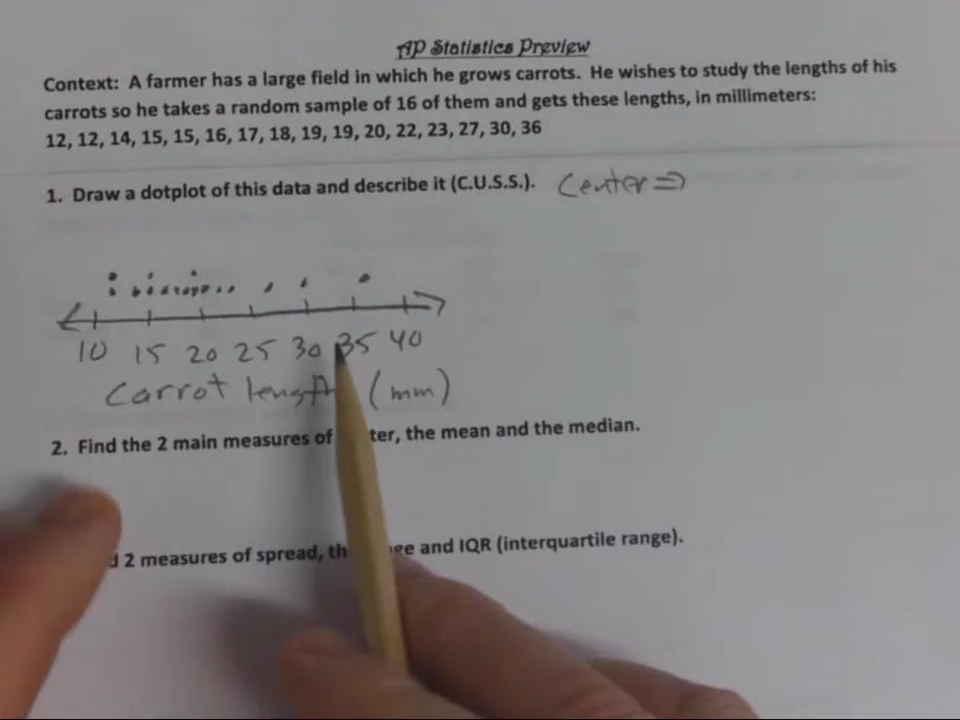 AP Statistics Preview
Context: A farmer has a large field in which he grows carrots. He wishes to study the lengths of his
carrots so he takes a random sample of 16 of them and gets these lengths, in millimeters:
12, 12, 14, 15, 15, 16, 17, 18, 19, 19, 20, 22, 23, 27, 30, 36
1. Draw a dotplot of this data and describe it (C.U.S.S.). Center ⇒
10 15 20 25 30 35 40
Carrot length (mm)
2. Find the 2 main measures of ter, the mean and the median.
d 2 measures of spread, th ge and IQR (interquartile range).